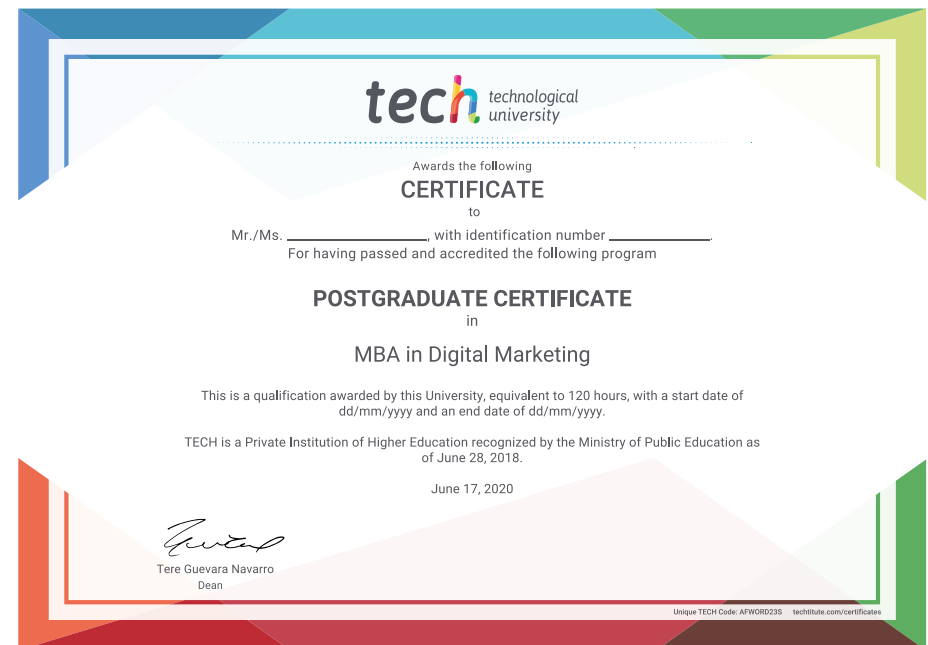 tech technological
university
Awards the following
CERTIFICATE
to
Mr./Ms. ____________, with identification number ____________.
For having passed and accredited the following program
POSTGRADUATE CERTIFICATE
in
MBA in Digital Marketing
This is a qualification awarded by this University, equivalent to 120 hours, with a start date of
dd/mm/yyyy and an end date of dd/mm/yyyy.
TECH is a Private Institution of Higher Education recognized by the Ministry of Public Education as
of June 28, 2018.
June 17, 2020
Tere Guevara Navarro
Dean
Unique TECH Code: AFWORD23S techtitute.com/certificates